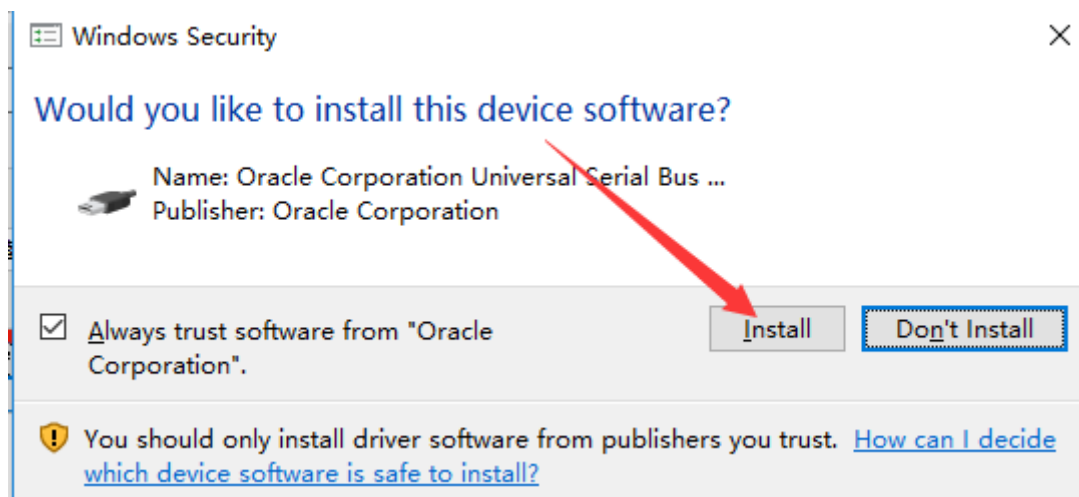 Windows Security
Would you like to install this device software?
Name: Oracle Corporation Universal Serial Bus ...
Publisher: Oracle Corporation
Always trust software from "Oracle
Corporation".
Install
Don't Install
You should only install driver software from publishers you trust. How can I decide
which device software is safe to install?